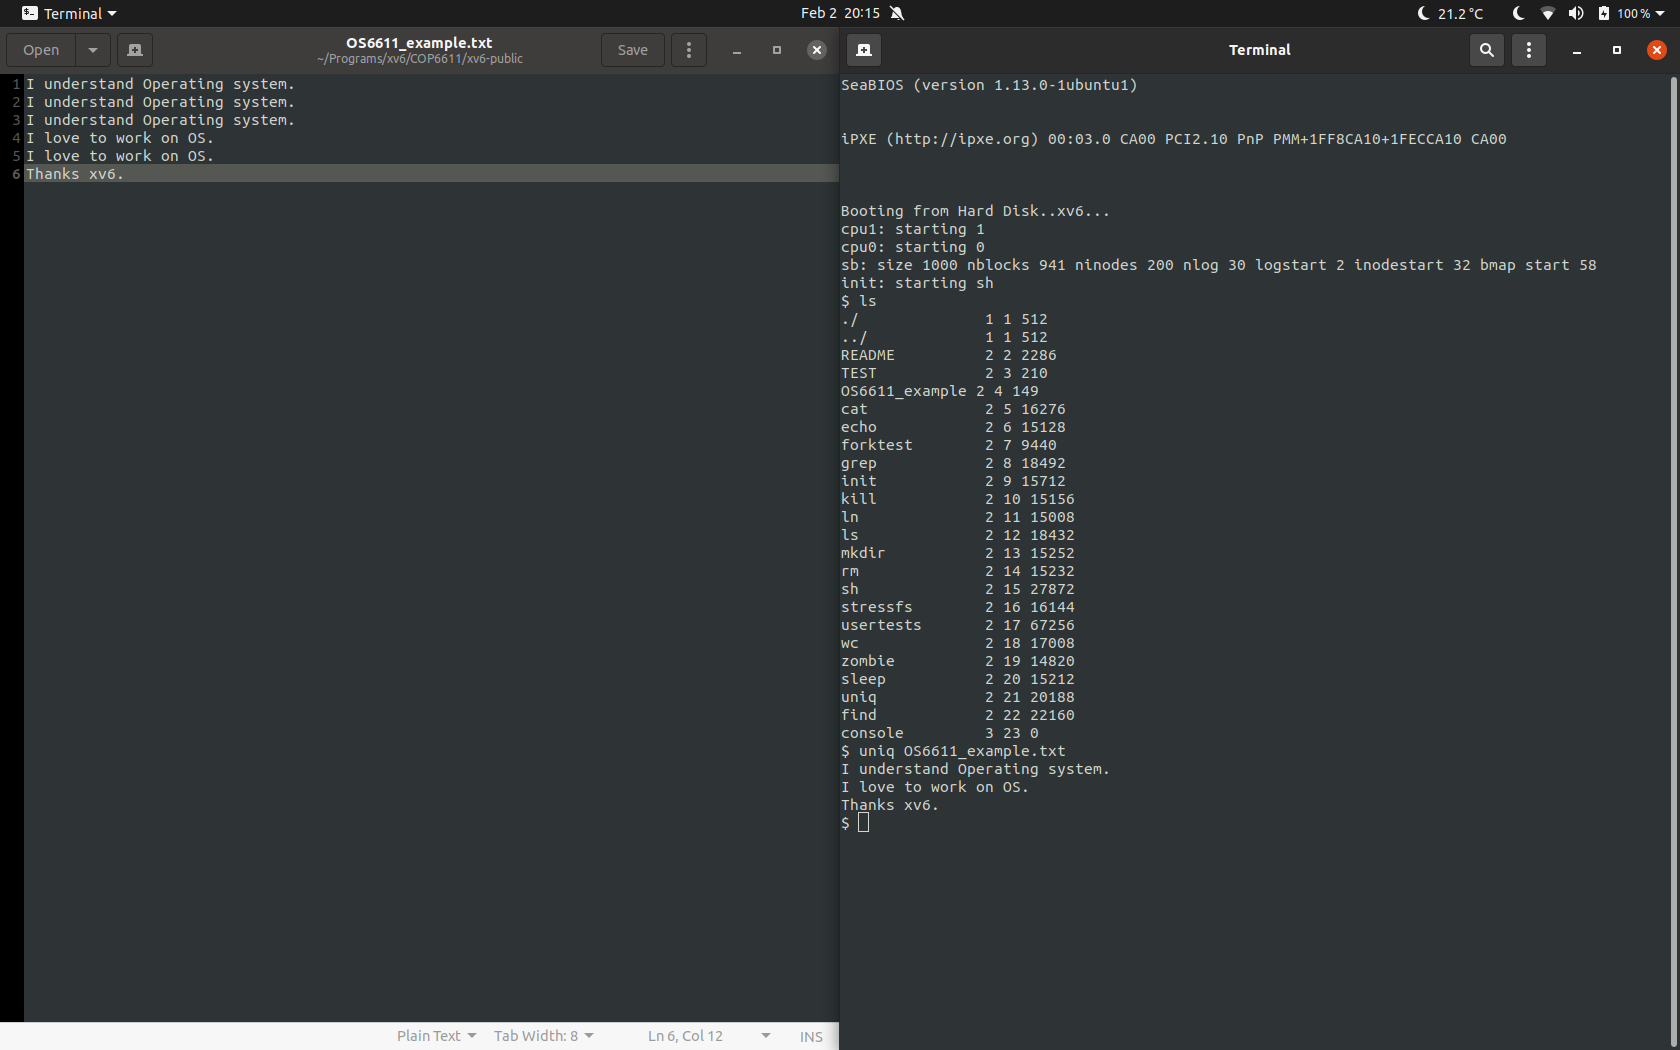 Terminal
Feb 2 20:15
21.2 °C
100 %
Open
OS6611_example.txt
~/Programs/xv6/COP6611/xv6-public
Save
1 I understand Operating system.
2 I understand Operating system.
3 I understand Operating system.
4 I love to work on OS.
5 I love to work on OS.
6 Thanks xv6.
Plain Text
Tab Width: 8
Ln 6, Col 12
INS
Terminal
SeaBIOS (version 1.13.0-1ubuntu1)
iPXE (http://ipxe.org) 00:03.0 CA00 PCI2.10 PnP PMM+1FF8CA10+1FECCA10 CA00
Booting from Hard Disk..xv6...
cpu1: starting 1
cpu0: starting 0
sb: size 1000 nblocks 941 ninodes 200 nlog 30 logstart 2 inodestart 32 bmap start 58
init: starting sh
$ ls
./ 1 1 512
../ 1 1 512
README 2 2 2286
TEST 2 3 210
OS6611_example 2 4 149
cat 2 5 16276
echo 2 6 15128
forktest 2 7 9440
grep 2 8 18492
init 2 9 15712
kill 2 10 15156
ln 2 11 15008
ls 2 12 18432
mkdir 2 13 15252
rm 2 14 15232
sh 2 15 27872
stressfs 2 16 16144
usertests 2 17 67256
wc 2 18 17008
zombie 2 19 14820
sleep 2 20 15212
uniq 2 21 20188
find 2 22 22160
console 3 23 0
$ uniq OS6611_example.txt
I understand Operating system.
I love to work on OS.
Thanks xv6.
$